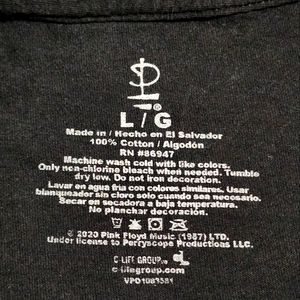 L / G
Made in / Hecho en El Salvador
100% Cotton / Algodón
RN #86947
Machine wash cold with like colors.
Only non-chlorine bleach when needed. Tumble
dry low. Do not iron decoration.
Lavar en agua fria con colores similares. Usar
blanqueador sin cloro solo cuando sea necesario.
Secar en secadora a baja temperatura.
No planchar decoración.
© 2020 Pink Floyd Music (1987) LTD.
Under license to Perryscope Productions LLC.
C-LIFE GROUP
c-lifegroup.com